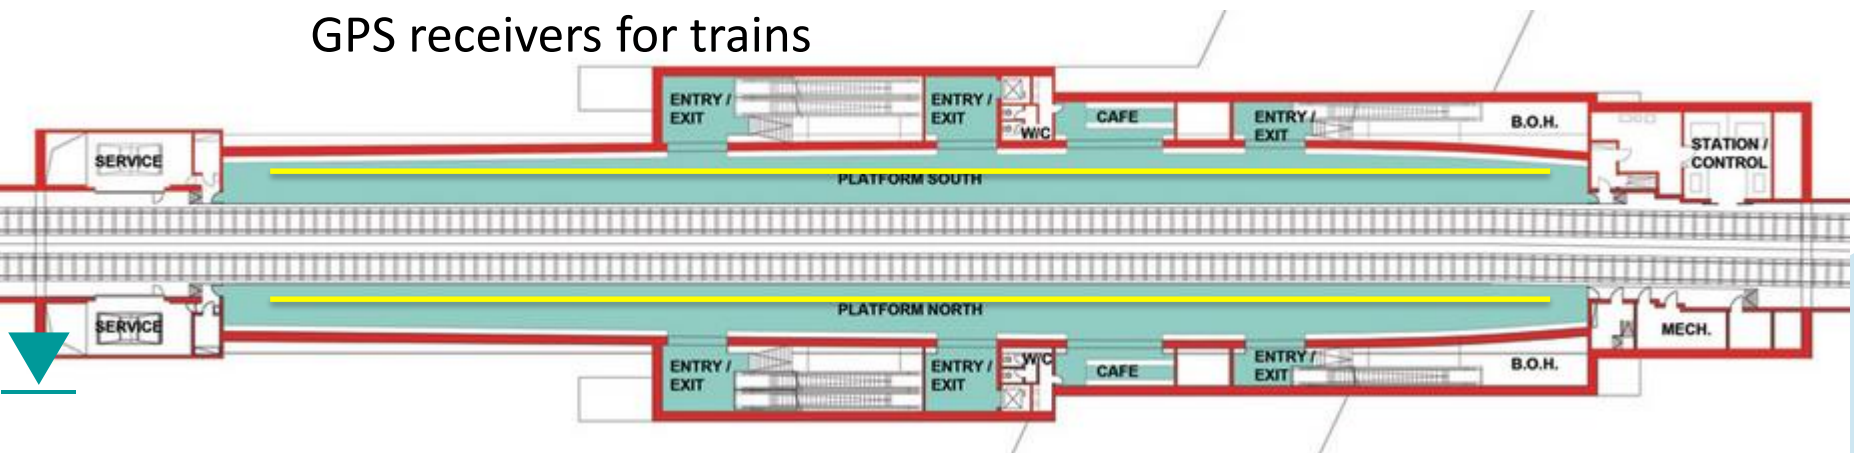 GPS receivers for trains
ENTRY /
EXIT
ENTRY /
EXIT
W/C
CAFE
ENTRY /
EXIT
B.O.H.
STATION /
CONTROL
SERVICE
PLATFORM SOUTH
PLATFORM NORTH
SERVICE
MECH.
ENTRY /
EXIT
ENTRY /
EXIT
W/C
CAFE
ENTRY /
EXIT
B.O.H.